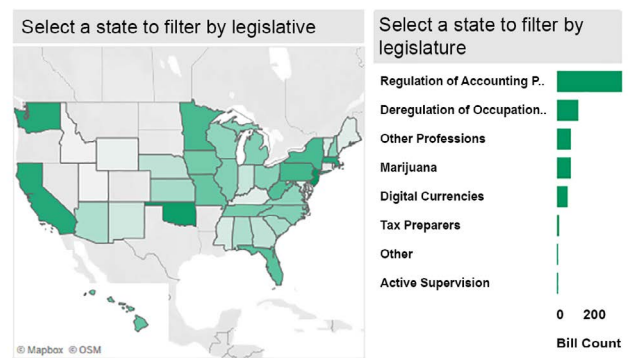 Select a state to filter by legislative
© Mapbox © OSM
Select a state to filter by
legislature
Regulation of Accounting P..
Deregulation of Occupation..
Other Professions
Marijuana
Digital Currencies
Tax Preparers
Other
Active Supervision
0 200
Bill Count